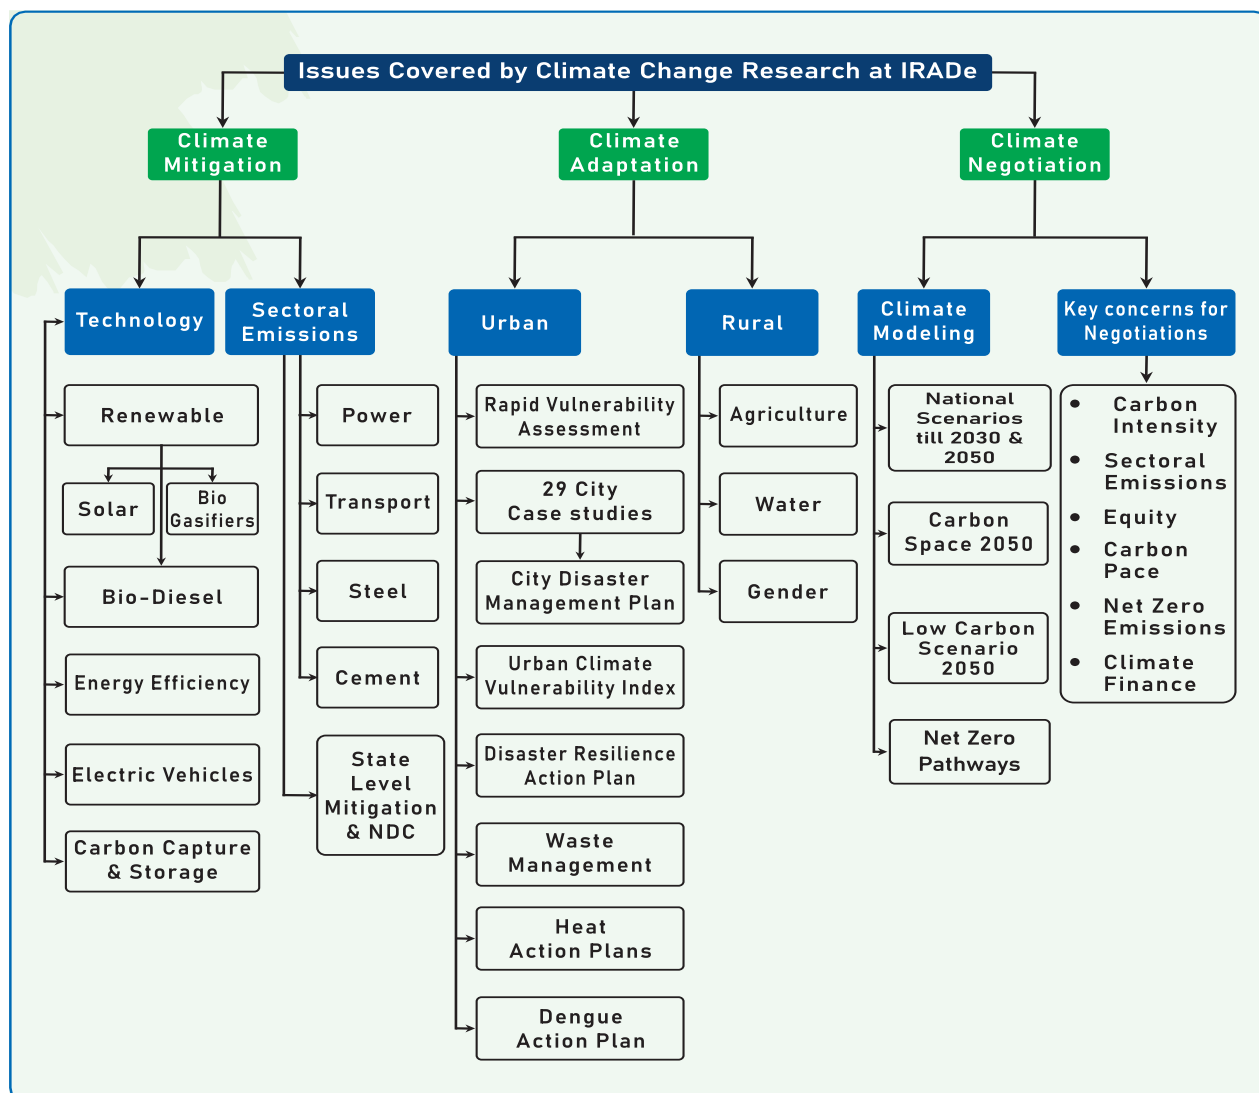 Issues Covered by Climate Change Research at IRADe
Climate
Mitigation
Climate
Adaptation
Climate
Negotiation
Technology
Sectoral
Emissions
Urban
Rural
Climate
Modeling
Key concerns for
Negotiations
Renewable
Solar
Bio
Gasifiers
Bio-Diesel
Energy Efficiency
Electric Vehicles
Carbon Capture
& Storage
Power
Transport
Steel
Cement
State
Level
Mitigation
& NDC
Rapid Vulnerability
Assessment
29 City
Case studies
City Disaster
Management Plan
Urban Climate
Vulnerability Index
Disaster Resilience
Action Plan
Waste
Management
Heat
Action Plans
Dengue
Action Plan
Agriculture
Water
Gender
National
Scenarios
till 2030 &
2050
Carbon
Space 2050
Low Carbon
Scenario
2050
Net Zero
Pathways
• Carbon
Intensity
• Sectoral
Emissions
• Equity
• Carbon
Pace
• Net Zero
Emissions
• Climate
Finance